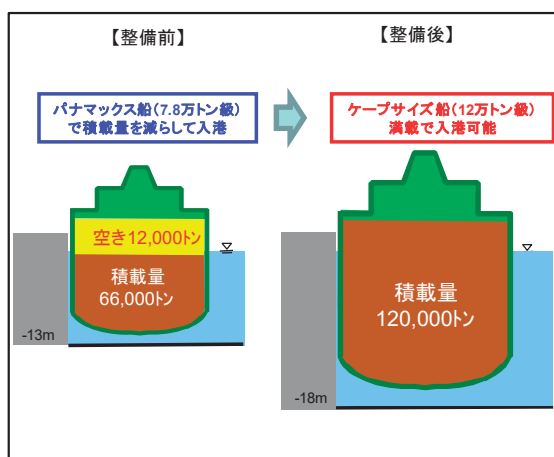 【整備前】
【整備後】
パナマックス船(7.8万トン級)
で積載量を減らして入港
ケープサイズ船(12万トン級)
満載で入港可能
空き12,000トン
積載量
66,000トン
-13m
積載量
120,000トン
-18m